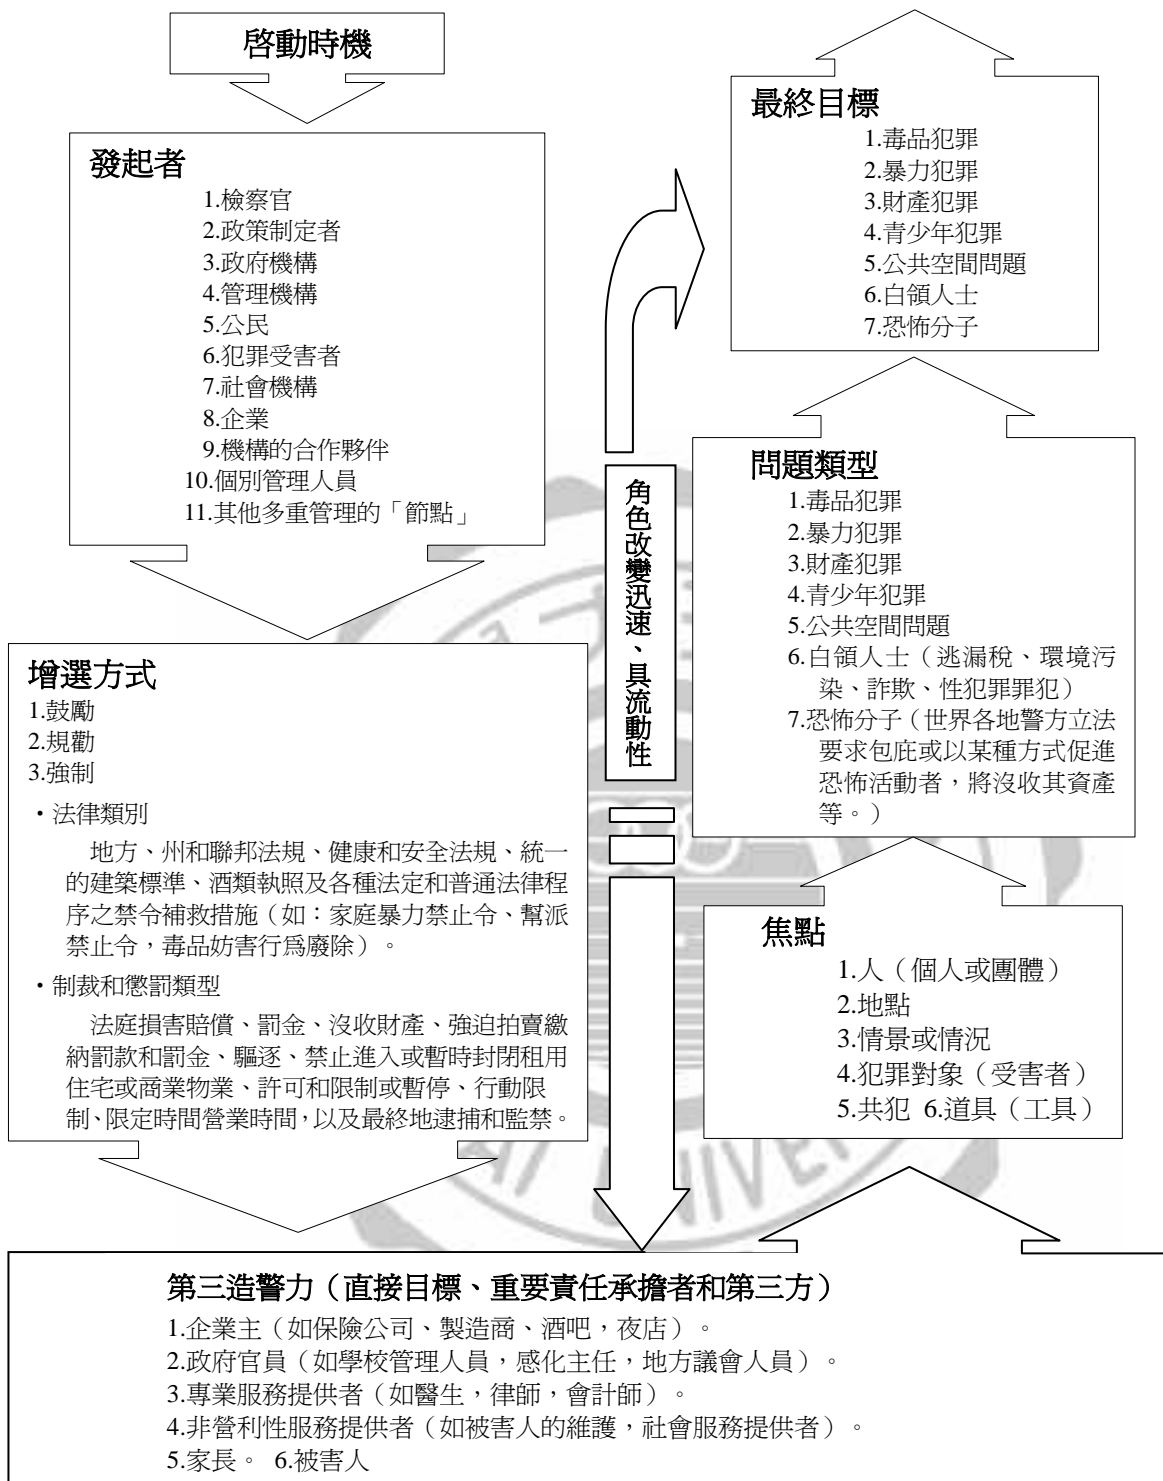 啓動時機
發起者
1.檢察官
2.政策制定者
3.政府機構
4.管理機構
5.公民
6.犯罪受害者
7.社會機構
8.企業
9.機構的合作夥伴
10.個別管理人員
11.其他多重管理的「節點」
增選方式
1.鼓勵
2.規勸
3.強制
・法律類別
地方、州和聯邦法規、健康和安全法規、統一
的建築標準、酒類執照及各種法定和普通法律程
序之禁令補救措施（如：家庭暴力禁止令、幫派
禁止令，毒品妨害行爲廢除）。
・制裁和懲罰類型
法庭損害賠償、罰金、沒收財產、強迫拍賣繳
納罰款和罰金、驅逐、禁止進入或暫時封閉租用
住宅或商業物業、許可和限制或暫停、行動限
制、限定時間營業時間，以及最終地逮捕和監禁。
角色改變迅速、具流動性
最終目標
1.毒品犯罪
2.暴力犯罪
3.財產犯罪
4.青少年犯罪
5.公共空間問題
6.白領人士
7.恐怖分子
問題類型
1.毒品犯罪
2.暴力犯罪
3.財產犯罪
4.青少年犯罪
5.公共空間問題
6.白領人士（逃漏稅、環境污
染、詐欺、性犯罪罪犯）
7.恐怖分子（世界各地警方立法
要求包庇或以某種方式促進
恐怖活動者，將沒收其資產
等。）
焦點
1.人（個人或團體）
2.地點
3.情景或情況
4.犯罪對象（受害者）
5.共犯 6.道具（工具）
第三造警力（直接目標、重要責任承擔者和第三方）
1.企業主（如保險公司、製造商、酒吧，夜店）。
2.政府官員（如學校管理人員，感化主任，地方議會人員）。
3.專業服務提供者（如醫生，律師，會計師）。
4.非營利性服務提供者（如被害人的維護，社會服務提供者）。
5.家長。 6.被害人